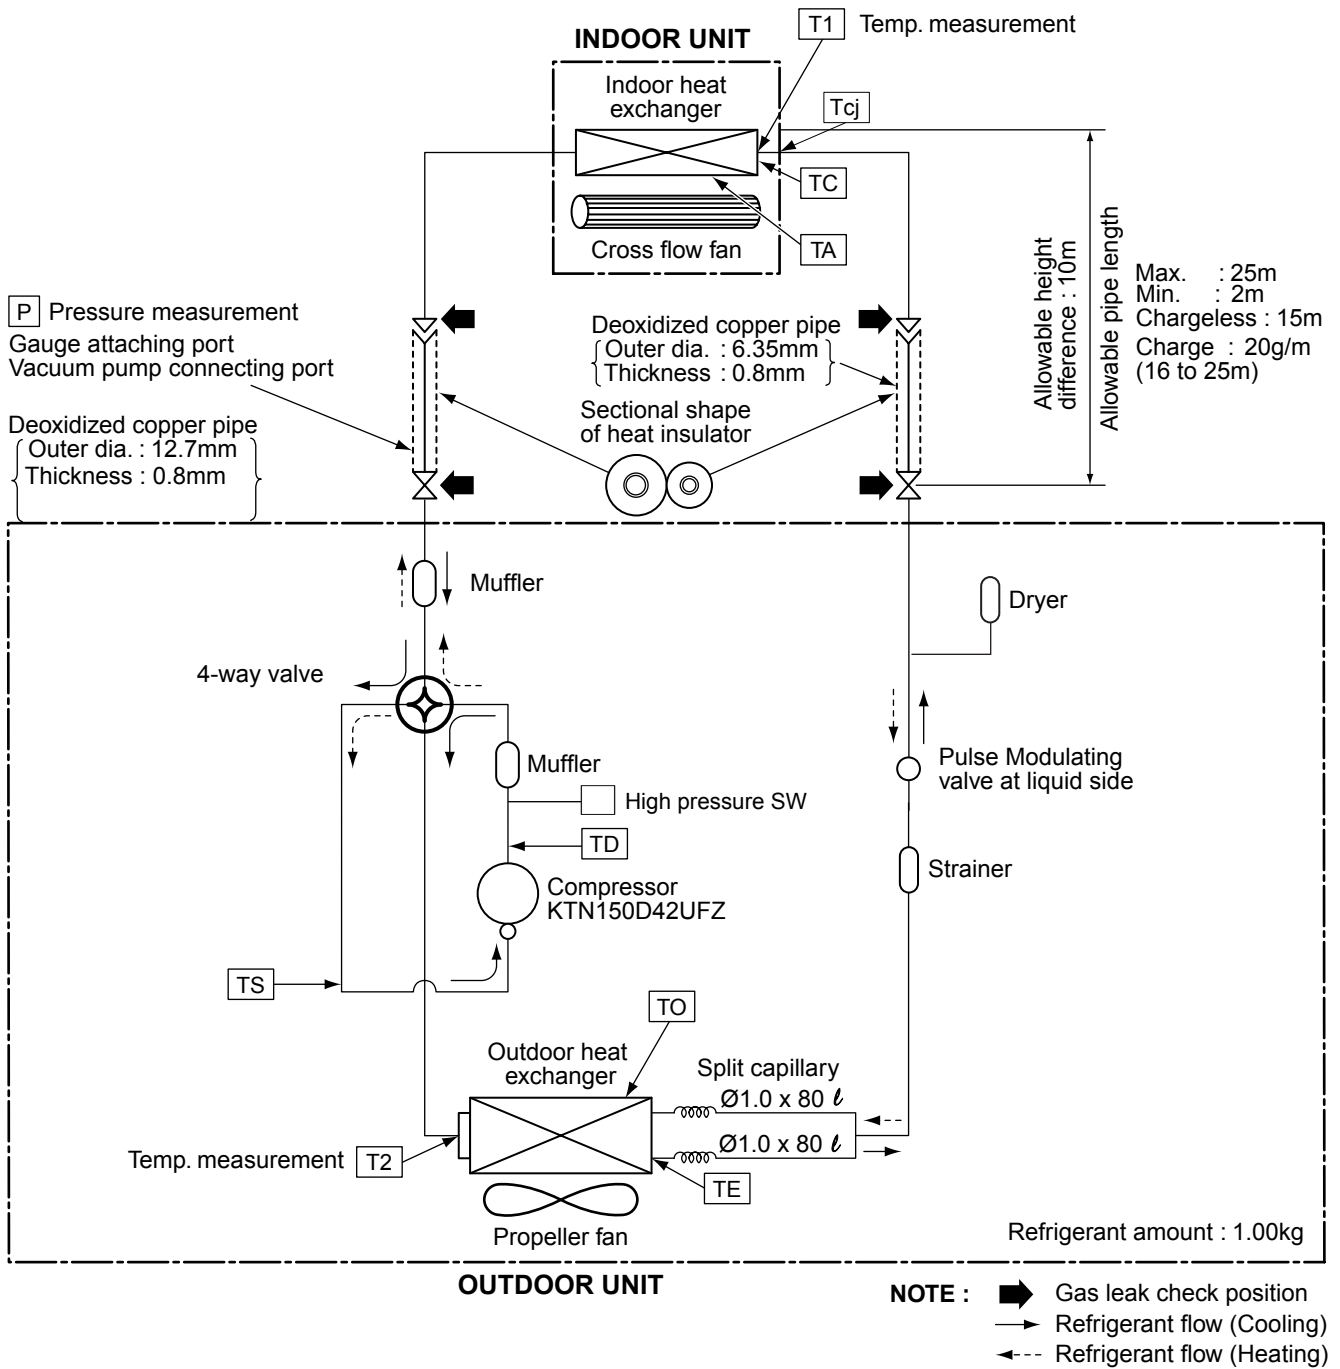 T1 Temp. measurement
INDOOR UNIT
Indoor heat
exchanger
Tcj
TC
TA
Cross flow fan
Allowable height
difference : 10m
Allowable pipe length
Max. : 25m
Min. : 2m
Chargeless : 15m
Charge : 20g/m
(16 to 25m)
P Pressure measurement
Gauge attaching port
Vacuum pump connecting port
Deoxidized copper pipe
Outer dia. : 12.7mm
Thickness : 0.8mm
Deoxidized copper pipe
Outer dia. : 6.35mm
Thickness : 0.8mm
Sectional shape
of heat insulator
Muffler
Dryer
4-way valve
Muffler
High pressure SW
TD
Pulse Modulating
valve at liquid side
Compressor
KTN150D42UFZ
Strainer
TS
TO
Outdoor heat
exchanger
Split capillary
Ø1.0 x 80 ℓ
Ø1.0 x 80 ℓ
Temp. measurement T2
TE
Propeller fan
Refrigerant amount : 1.00kg
OUTDOOR UNIT
NOTE :
Gas leak check position
Refrigerant flow (Cooling)
Refrigerant flow (Heating)